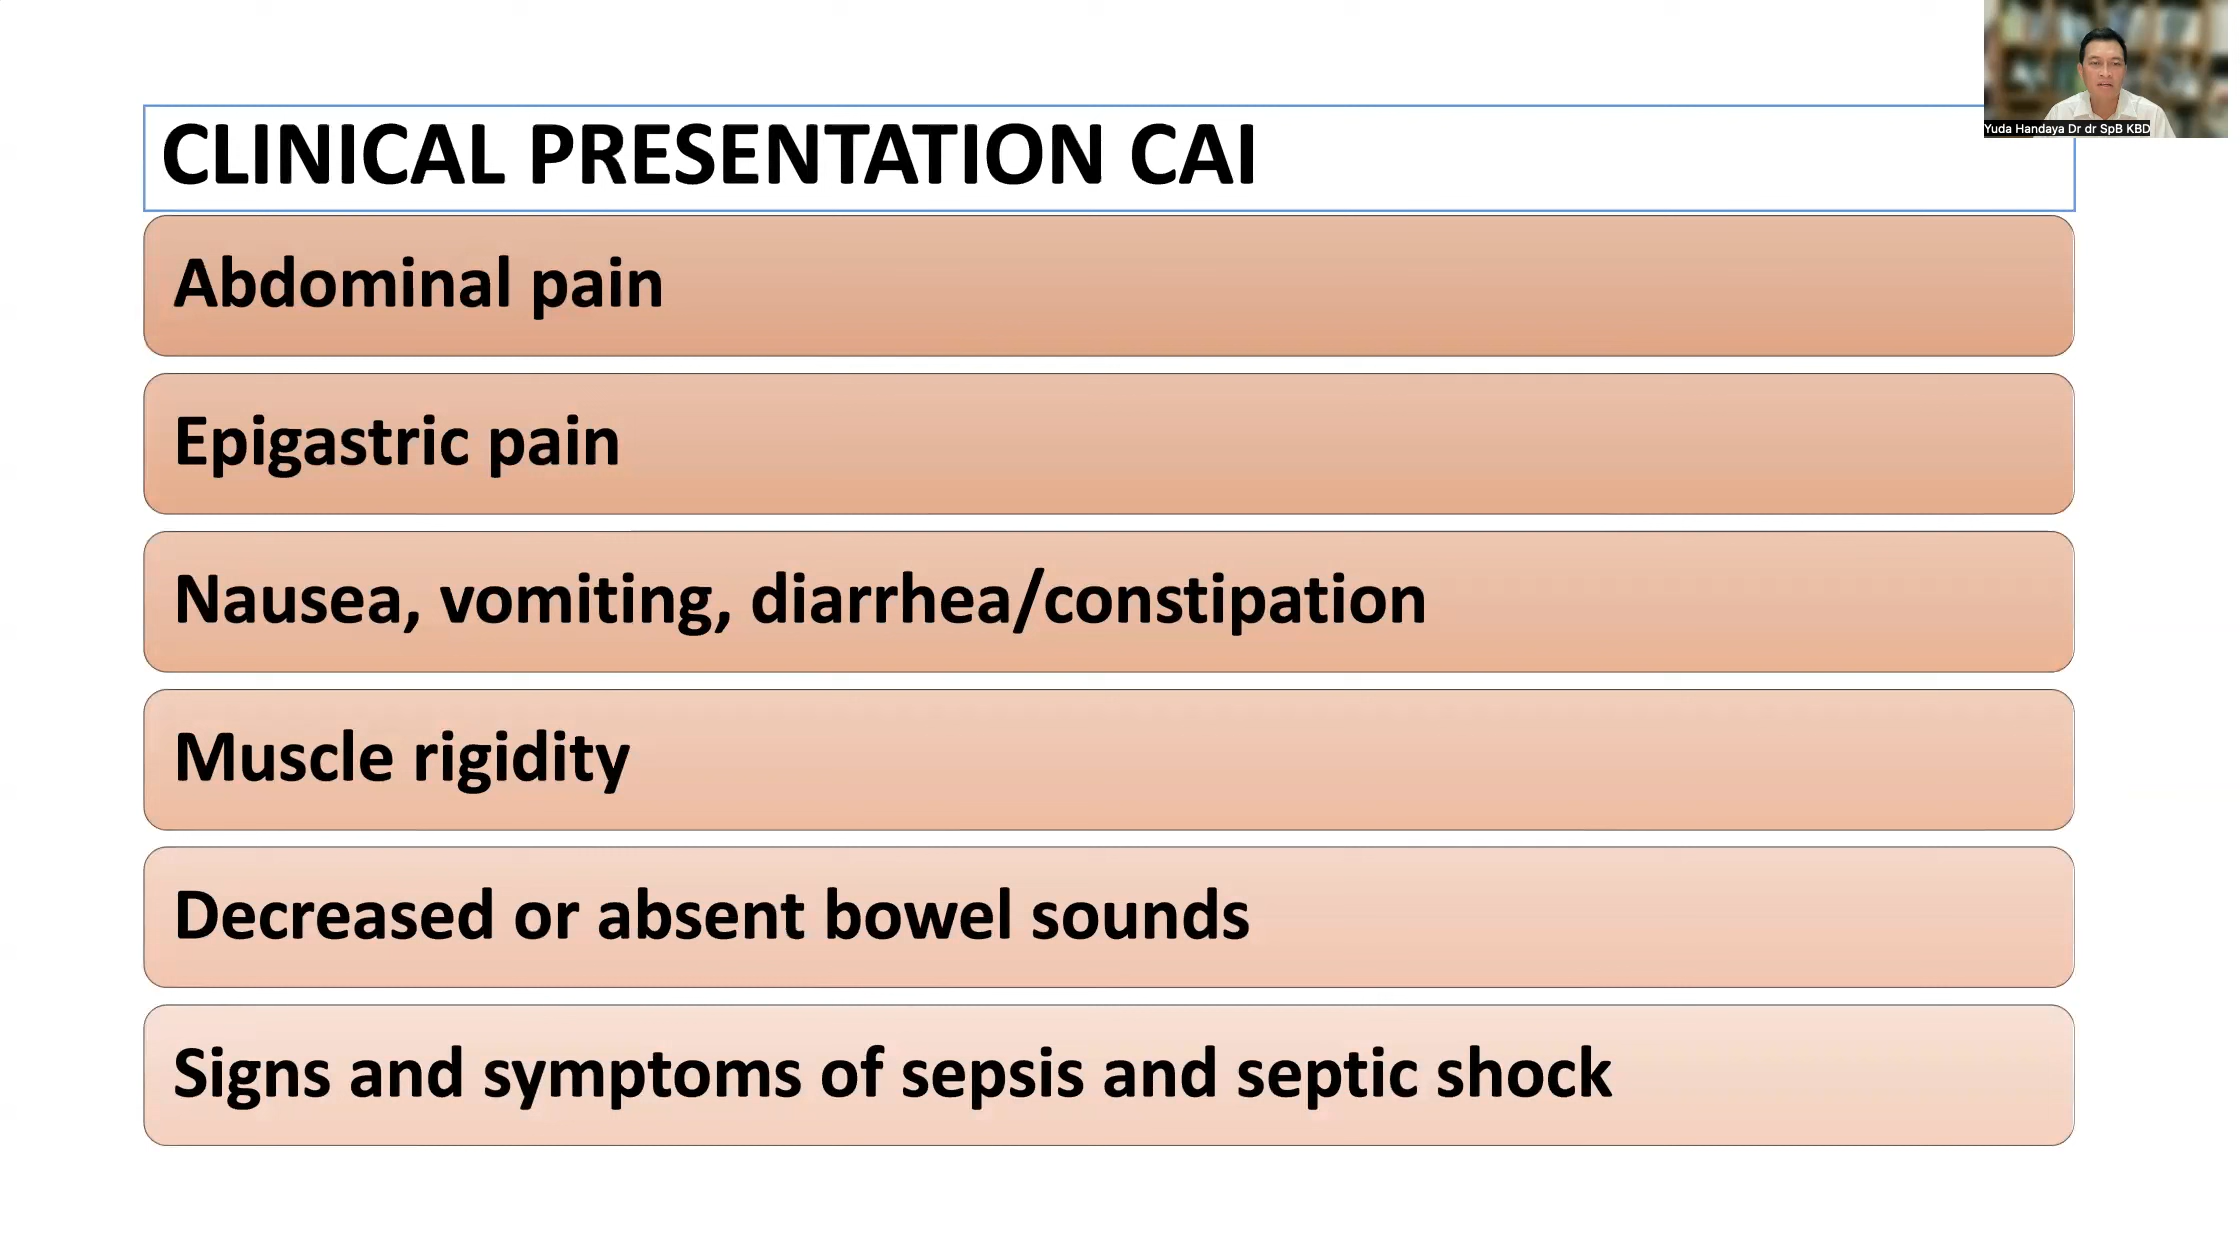 Yuda Handaya Dr dr SpB KBD
CLINICAL PRESENTATION CAI
Abdominal pain
Epigastric pain
Nausea, vomiting, diarrhea/constipation
Muscle rigidity
Decreased or absent bowel sounds
Signs and symptoms of sepsis and septic shock